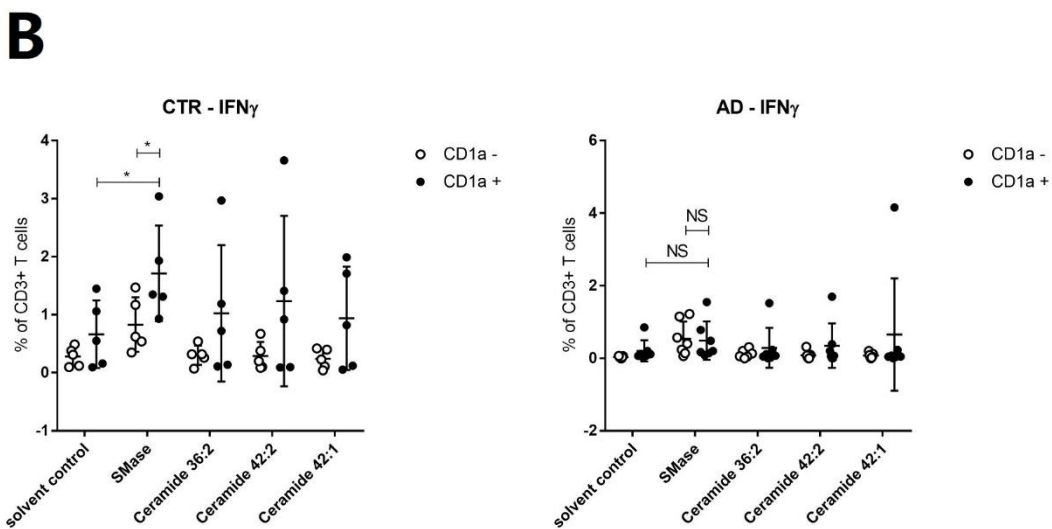 B
CTR - IFNγ
% of CD3+ T cells
4
3
2
1
0
-1
*
*
CD1a -
CD1a +
solvent control
SMase
Ceramide 36:2
Ceramide 42:2
Ceramide 42:1
AD - IFNγ
% of CD3+ T cells
6
4
2
0
-2
NS
NS
CD1a -
CD1a +
solvent control
SMase
Ceramide 36:2
Ceramide 42:2
Ceramide 42:1